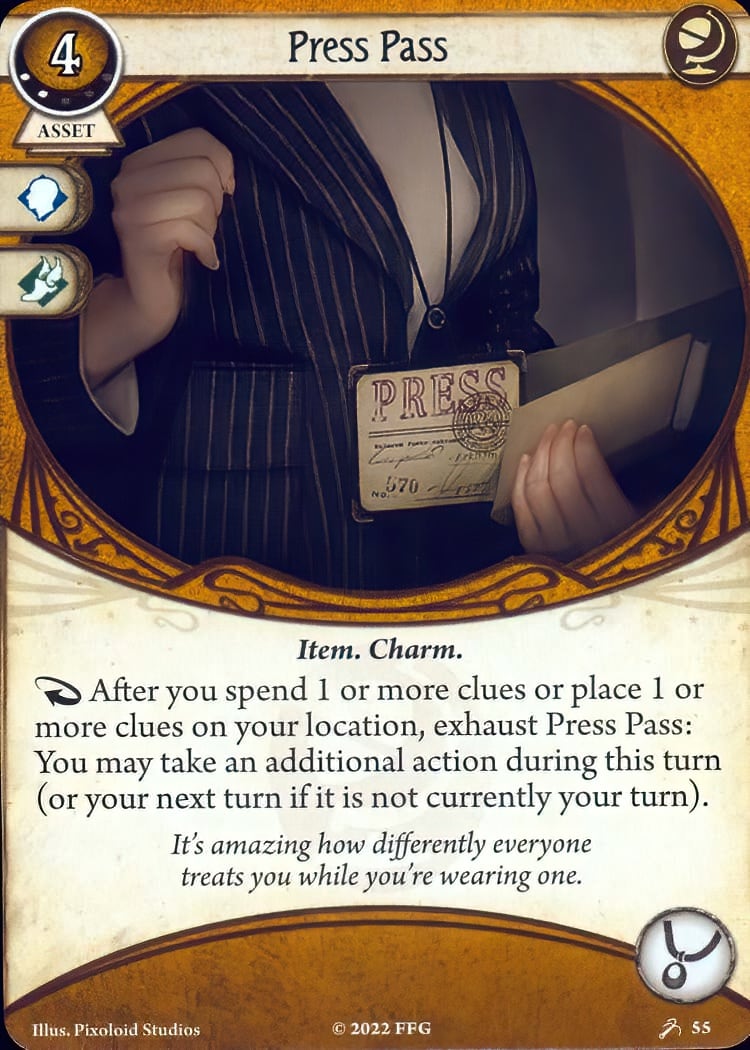 4
Press Pass
ASSET
PRESS
No. 570
Item. Charm.
After you spend 1 or more clues or place 1 or
more clues on your location, exhaust Press Pass:
You may take an additional action during this turn
(or your next turn if it is not currently your turn).
It's amazing how differently everyone
treats you while you're wearing one.
Illus. Pixoloid Studios
© 2022 FFG
55